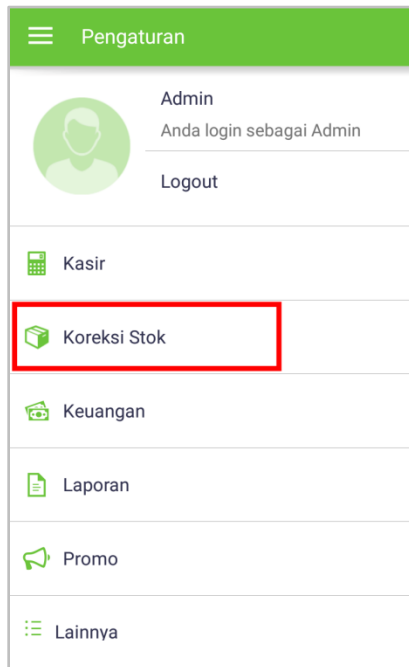 Pengaturan
Admin
Anda login sebagai Admin
Logout
Kasir
Koreksi Stok
Keuangan
Laporan
Promo
Lainnya